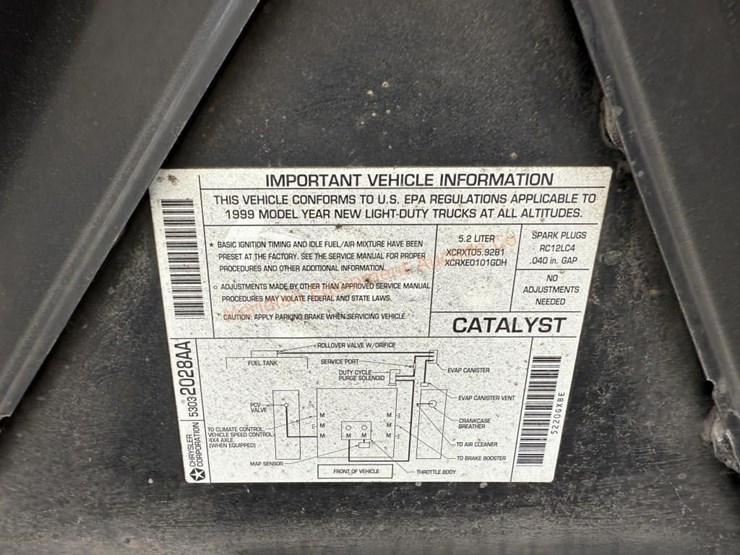 IMPORTANT VEHICLE INFORMATION
THIS VEHICLE CONFORMS TO U.S. EPA REGULATIONS APPLICABLE TO
1999 MODEL YEAR NEW LIGHT-DUTY TRUCKS AT ALL ALTITUDES.
BASIC IGNITION TIMING AND IDLE FUEL/AIR MIXTURE HAVE BEEN
PRESET AT THE FACTORY. SEE THE SERVICE MANUAL FOR PROPER
PROCEDURES AND OTHER ADDITIONAL INFORMATION.
ADJUSTMENTS MADE BY OTHER THAN APPROVED SERVICE MANUAL
PROCEDURES MAY VIOLATE FEDERAL AND STATE LAWS.
CAUTION: APPLY PARKING BRAKE WHEN SERVICING VEHICLE
5.2 LITER
XCRXT05.92B1
XCRXE0101GDH
SPARK PLUGS
RC12LC4
.040 in. GAP
NO
ADJUSTMENTS
NEEDED
CATALYST
CHRYSLER
CORPORATION
53032028AA
ROLLOVER VALVE W/ORIFICE
FUEL TANK
SERVICE PORT
DUTY CYCLE
PURGE SOLENOID
EVAP CANISTER
EVAP CANISTER VENT
PCV
VALVE
CRANKCASE
BREATHER
TO CLIMATE CONTROL
VEHICLE SPEED CONTROL
4X4 AXLE
(WHEN EQUIPPED)
M
M
M
E
E
M
M
TO AIR CLEANER
TO BRAKE BOOSTER
MAP SENSOR
FRONT OF VEHICLE
THROTTLE BODY
5220GXBE